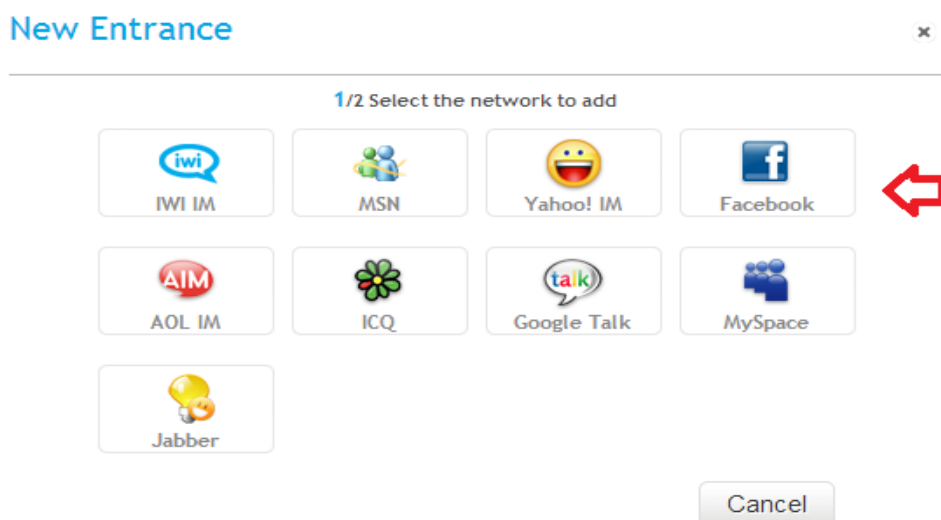 New Entrance
1/2 Select the network to add
iwi
IWI IM
MSN
Yahoo! IM
f
Facebook
AIM
AOL IM
ICQ
talk
Google Talk
MySpace
Jabber
Cancel